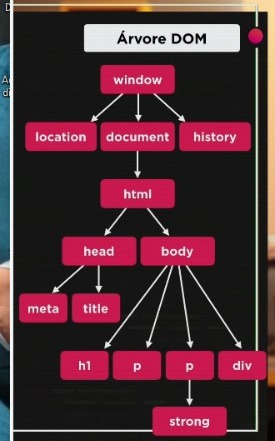 Árvore DOM
window
location document history
html
head body
meta title
h1 p p div
strong